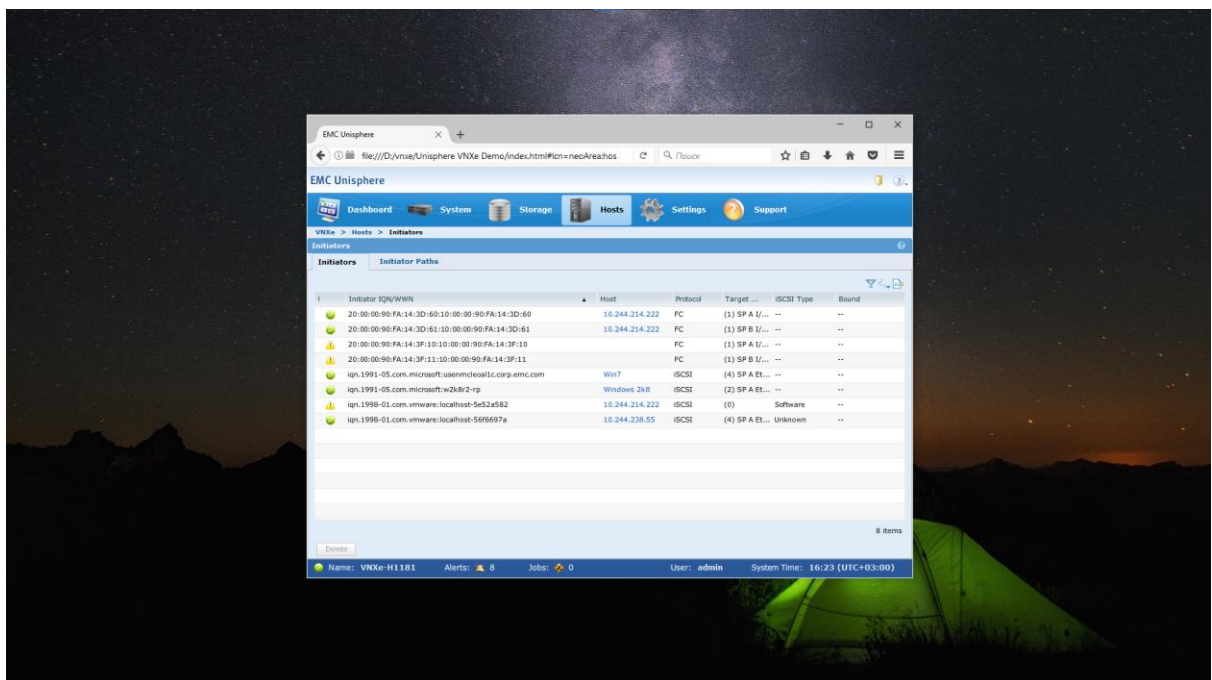 EMC Unisphere
file:///D:/vnxe/Unisphere VNXe Demo/index.html#lcn=neoArea:hos
Поиск
EMC Unisphere
Dashboard System Storage Hosts Settings Support
VNXe > Hosts > Initiators
Initiators
Initiators Initiator Paths
! Initiator IQN/WWN Host Protocol Target ... iSCSI Type Bound
20:00:00:90:FA:14:3D:60:10:00:00:90:FA:14:3D:60 10.244.214.222 FC (1) SP A I/... -- --
20:00:00:90:FA:14:3D:61:10:00:00:90:FA:14:3D:61 10.244.214.222 FC (1) SP B I/... -- --
20:00:00:90:FA:14:3F:10:10:00:00:90:FA:14:3F:10 FC (1) SP A I/... -- --
20:00:00:90:FA:14:3F:11:10:00:00:90:FA:14:3F:11 FC (1) SP B I/... -- --
iqn.1991-05.com.microsoft:usenmcleoal1c.corp.emc.com Win7 iSCSI (4) SP A Et... -- --
iqn.1991-05.com.microsoft:w2k8r2-rp Windows 2k8 iSCSI (2) SP A Et... -- --
iqn.1998-01.com.vmware:localhost-5e52a582 10.244.214.222 iSCSI (0) Software --
iqn.1998-01.com.vmware:localhost-56f6697a 10.244.238.55 iSCSI (4) SP A Et... Unknown --
8 items
Delete
Name: VNXe-H1181 Alerts: 8 Jobs: 0 User: admin System Time: 16:23 (UTC+03:00)